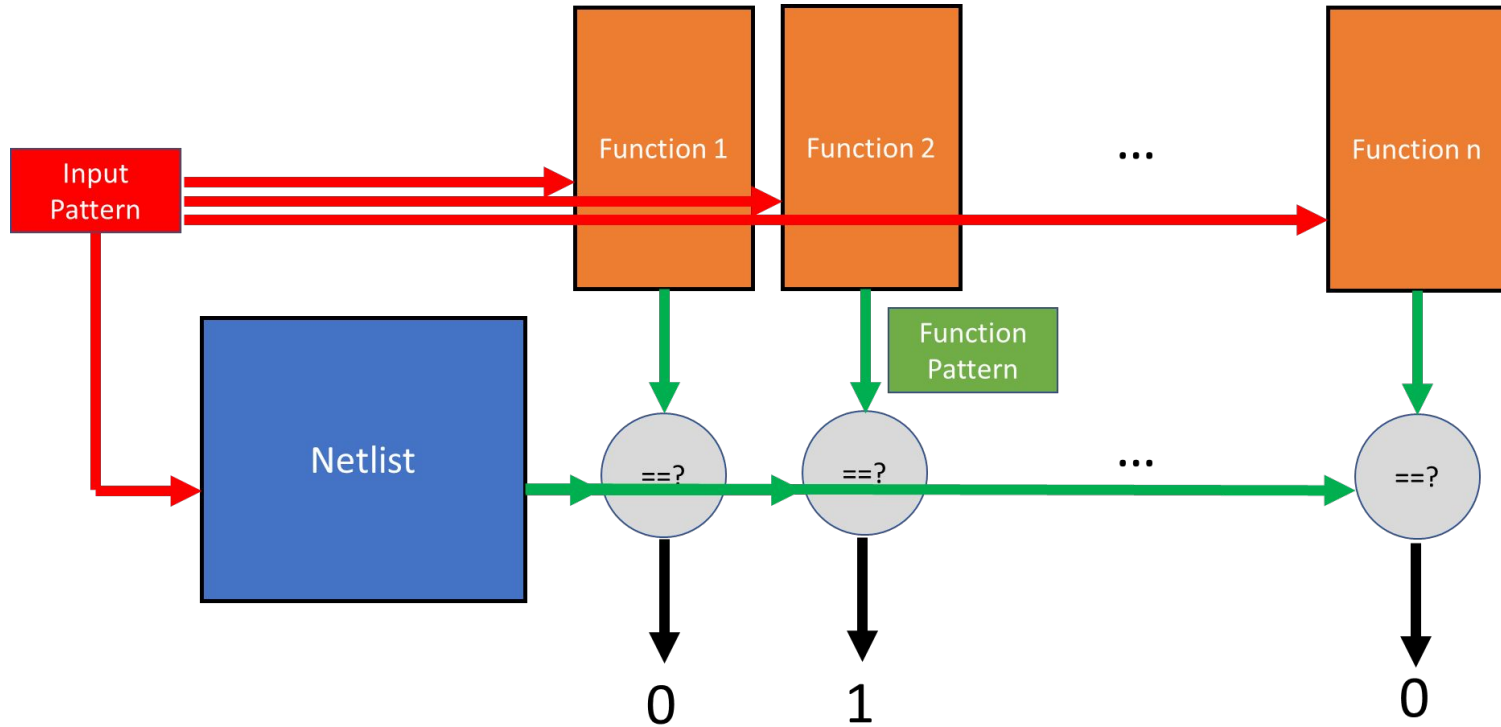 Function 1
Function 2
...
Function n
Input
Pattern
Function
Pattern
Netlist
==?
==?
...
==?
0
1
0